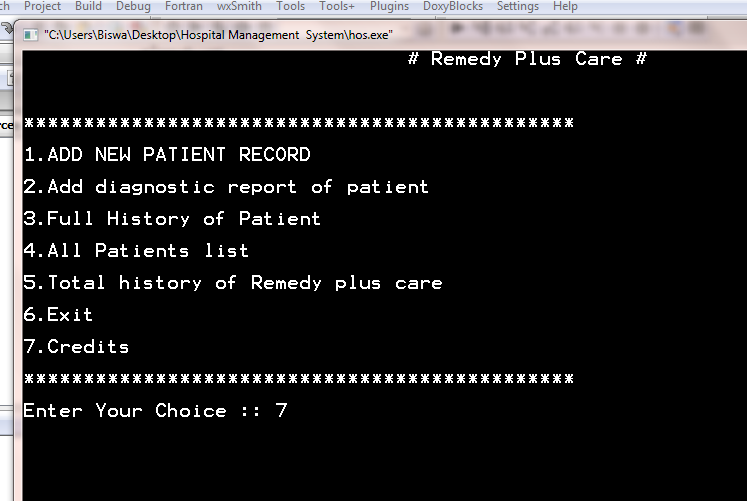 Project Build Debug Fortran wxSmith Tools Tools+ Plugins DoxyBlocks Settings Help
"C:\Users\Biswa\Desktop\Hospital Management  System\hos.exe"
# Remedy Plus Care #
**********************************************
1.ADD NEW PATIENT RECORD
2.Add diagnostic report of patient
3.Full History of Patient
4.All Patients list
5.Total history of Remedy plus care
6.Exit
7.Credits
**********************************************
Enter Your Choice :: 7